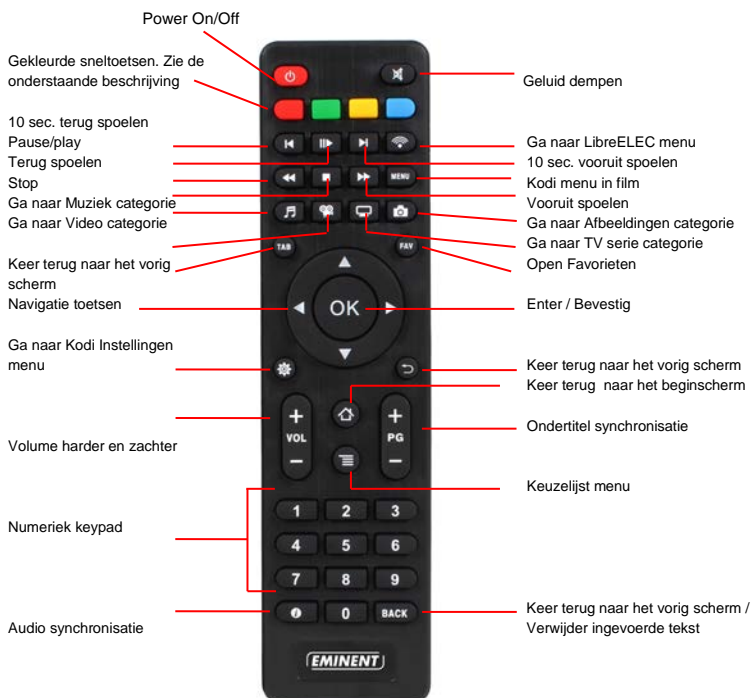 Power On/Off
Gekleurde sneltoetsen. Zie de
onderstaande beschrijving
Geluid dempen
10 sec. terug spoelen
Pause/play
Terug spoelen
Stop
Ga naar Muziek categorie
Ga naar Video categorie
Ga naar LibreELEC menu
10 sec. vooruit spoelen
Kodi menu in film
Vooruit spoelen
Ga naar Afbeeldingen categorie
Ga naar TV serie categorie
Open Favorieten
MENU
TAB
FAV
Keer terug naar het vorig
scherm
Navigatie toetsen
OK
Enter / Bevestig
Ga naar Kodi Instellingen
menu
Keer terug naar het vorig scherm
Keer terug  naar het beginscherm
+
VOL
−
+
PG
−
Ondertitel synchronisatie
Volume harder en zachter
Keuzelijst menu
Numeriek keypad
1 2 3
4 5 6
7 8 9
0 BACK
Audio synchronisatie
Keer terug naar het vorig scherm /
Verwijder ingevoerde tekst
EMINENT